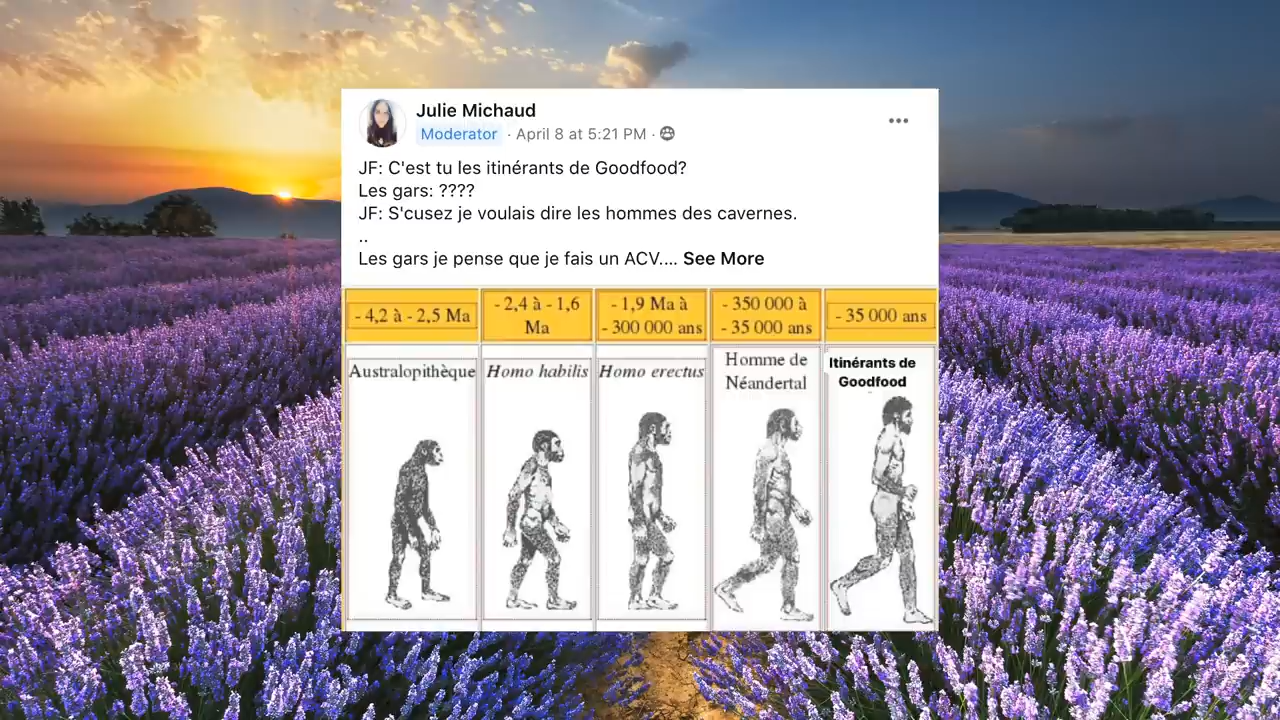 Julie Michaud
Moderator · April 8 at 5:21 PM ·
JF: C'est tu les itinérants de Goodfood?
Les gars: ????
JF: S'cusez je voulais dire les hommes des cavernes.
..
Les gars je pense que je fais un ACV.... See More
- 4,2 à - 2,5 Ma
- 2,4 à - 1,6
Ma
- 1,9 Ma à
- 300 000 ans
- 350 000 à
- 35 000 ans
- 35 000 ans
Australopithèque
Homo habilis
Homo erectus
Homme de
Néandertal
Itinérants de
Goodfood